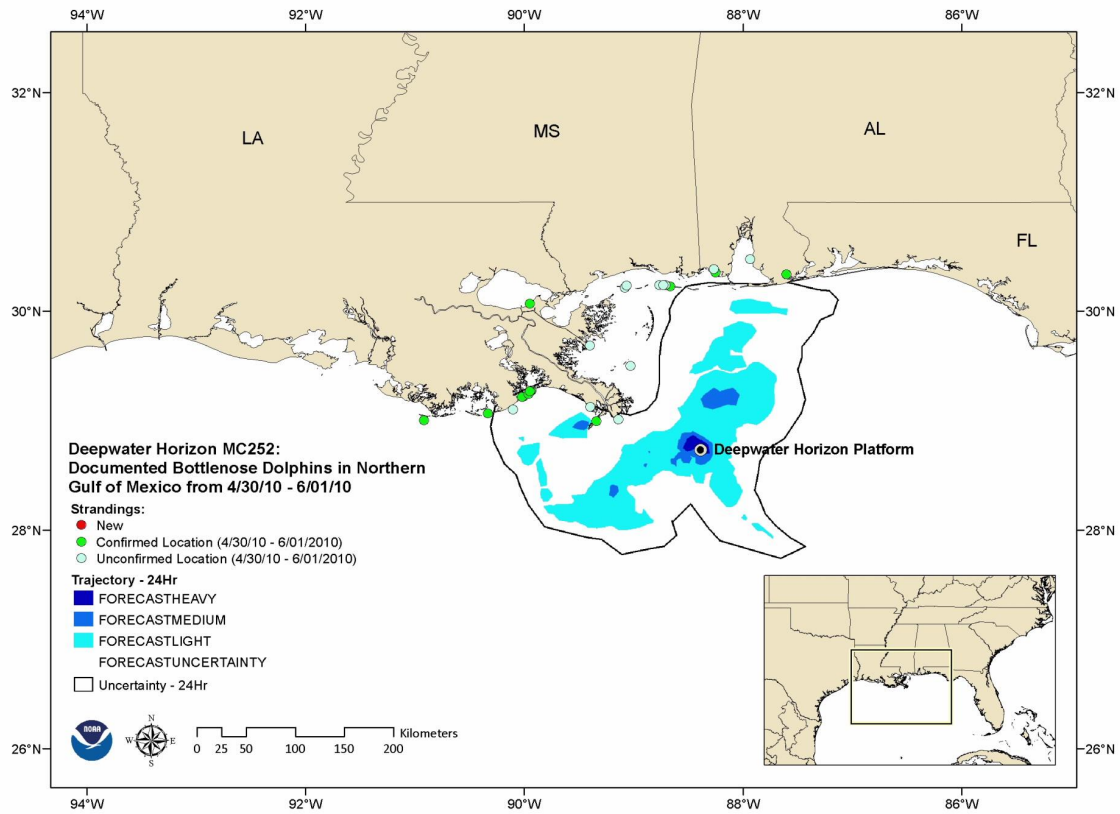 94°W 92°W 90°W 88°W 86°W
32°N 32°N
LA MS AL
FL
30°N 30°N
Deepwater Horizon Platform
Deepwater Horizon MC252:
Documented Bottlenose Dolphins in Northern
Gulf of Mexico from 4/30/10 - 6/01/10
Strandings:
New
28°N 28°N
Confirmed Location (4/30/10 - 6/01/2010)
Unconfirmed Location (4/30/10 - 6/01/2010)
Trajectory - 24Hr
FORECASTHEAVY
FORECASTMEDIUM
FORECASTLIGHT
FORECASTUNCERTAINTY
Uncertainty - 24Hr
NOAA
N
W E
S
Kilometers
0 25 50 100 150 200
26°N 26°N
94°W 92°W 90°W 88°W 86°W